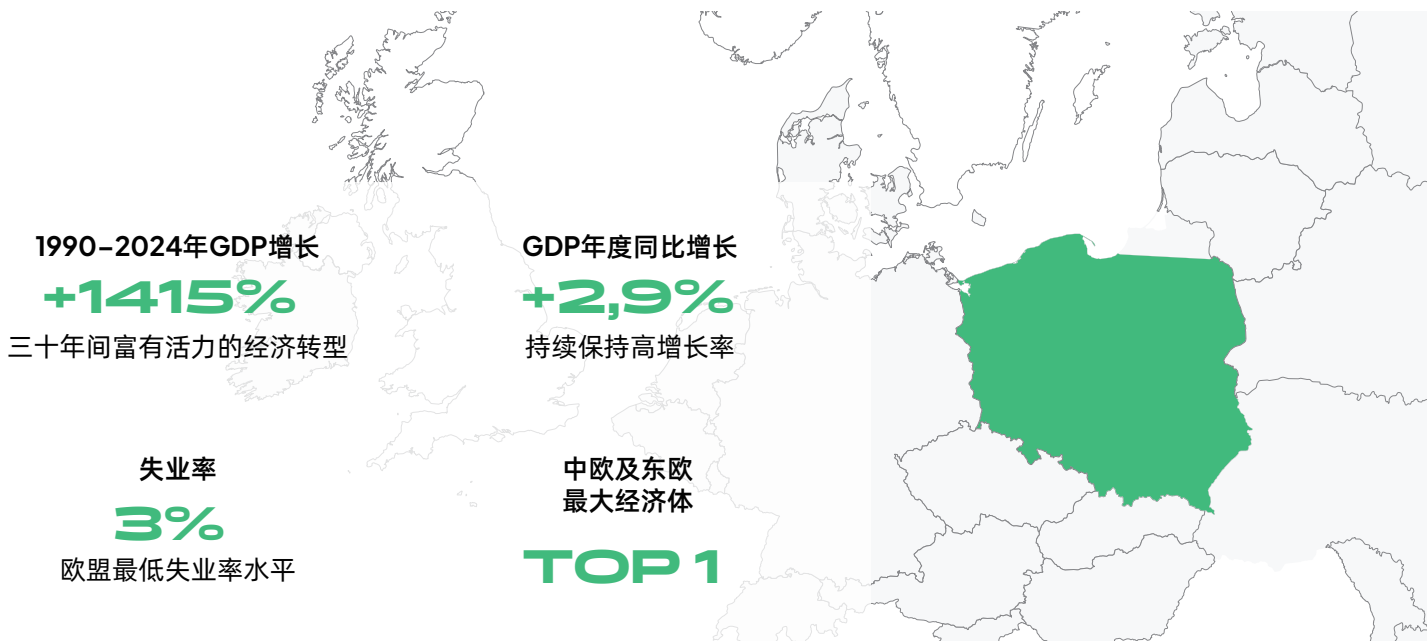 1990–2024年GDP增长
+1415%
三十年间富有活力的经济转型
GDP年度同比增长
+2,9%
持续保持高增长率
失业率
3%
欧盟最低失业率水平
中欧及东欧
最大经济体
TOP 1